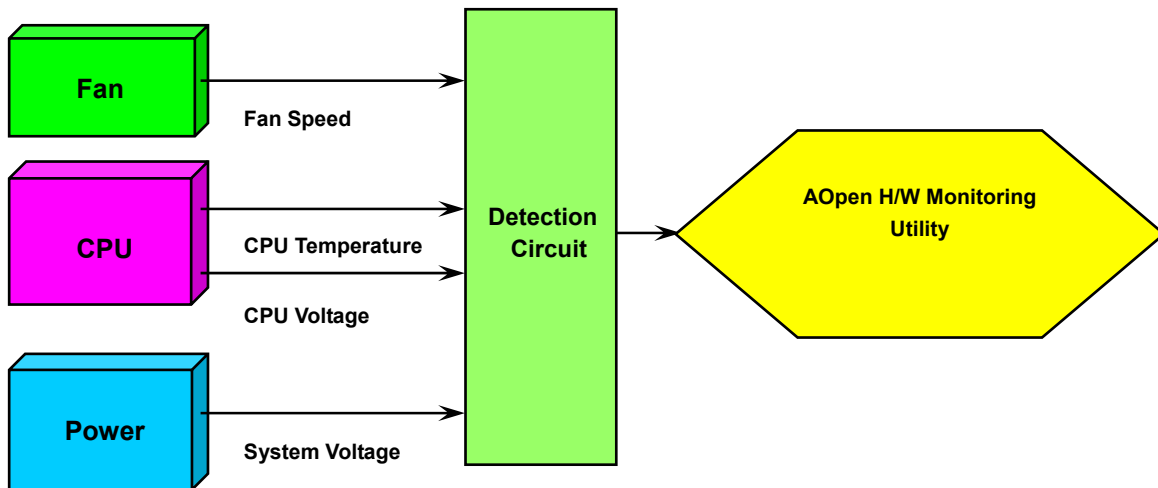 Fan
Fan Speed
CPU
CPU Temperature
CPU Voltage
Power
System Voltage
Detection
Circuit
AOpen H/W Monitoring
Utility